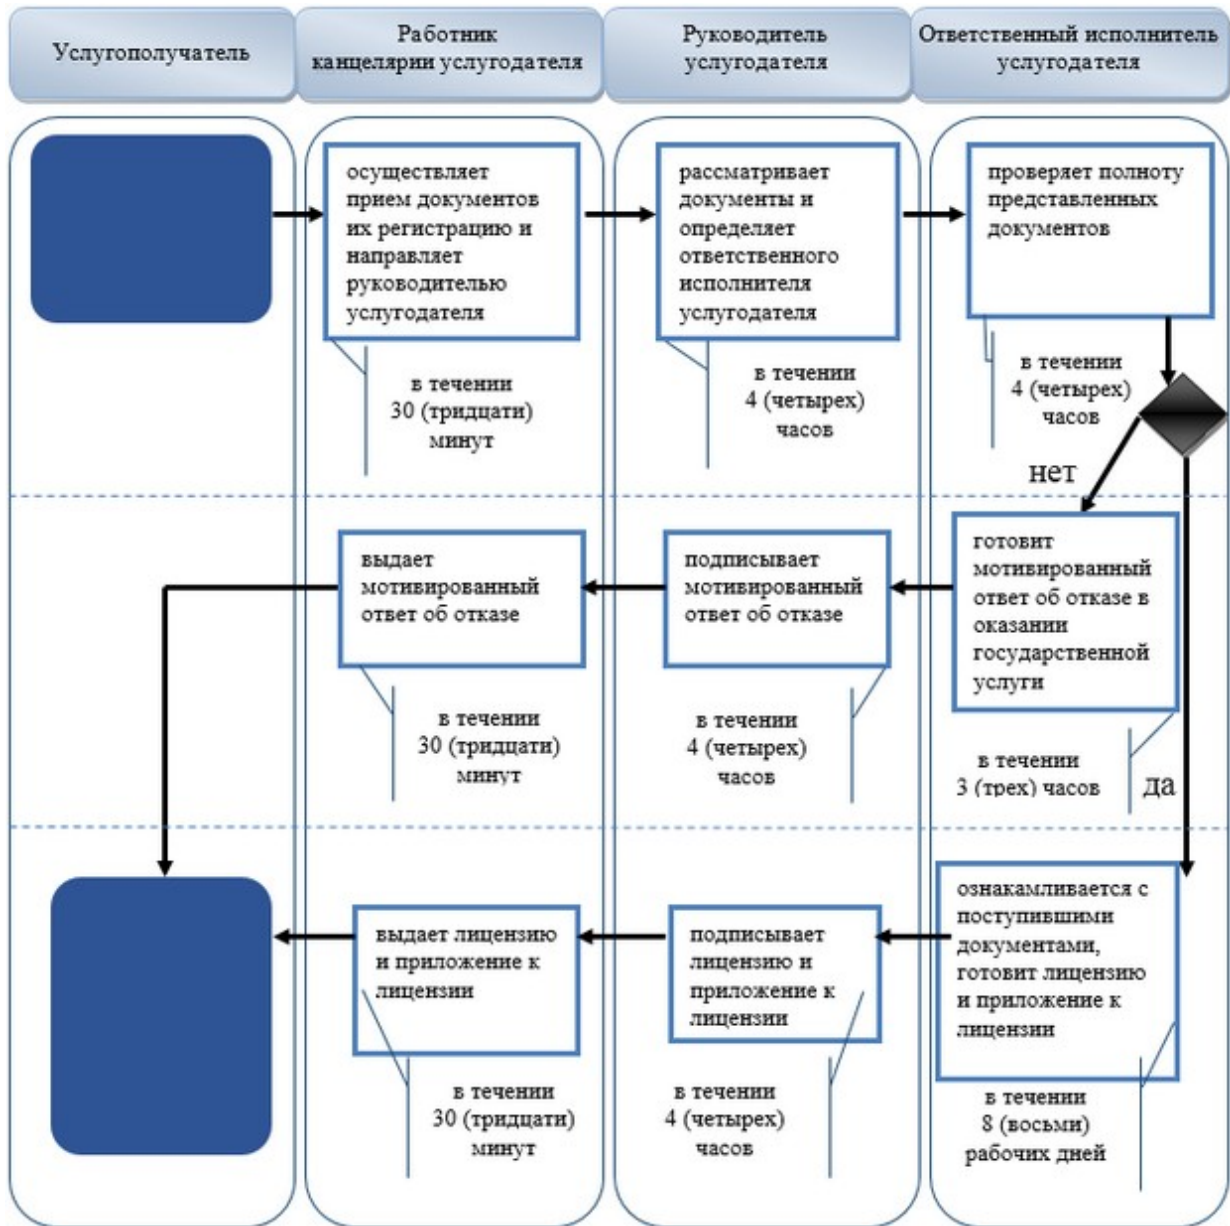 Услугополучатель
Работник
канцелярии услугодателя
Руководитель
услугодателя
Ответственный исполнитель
услугодателя
осуществляет
прием документов
их регистрацию и
направляет
руководителью
услугодателя
в течении
30 (тридцати)
минут
рассматривает
документы и
определяет
ответственного
исполнителя
услугодателя
в течении
4 (четырех)
часов
проверяет полноту
представленных
документов
в течении
4 (четырех)
часов
нет
готовит
мотивированный
ответ об отказе в
оказании
государственной
услуги
в течении
3 (трех) часов
да
подписывает
мотивированный
ответ об отказе
в течении
4 (четырех)
часов
выдает
мотивированный
ответ об отказе
в течении
30 (тридцати)
минут
ознакамливается с
поступившими
документами,
готовит лицензию
и приложение к
лицензии
в течении
8 (восьми)
рабочих дней
подписывает
лицензию и
приложение к
лицензии
в течении
4 (четырех)
часов
выдает лицензию
и приложение к
лицензии
в течении
30 (тридцати)
минут